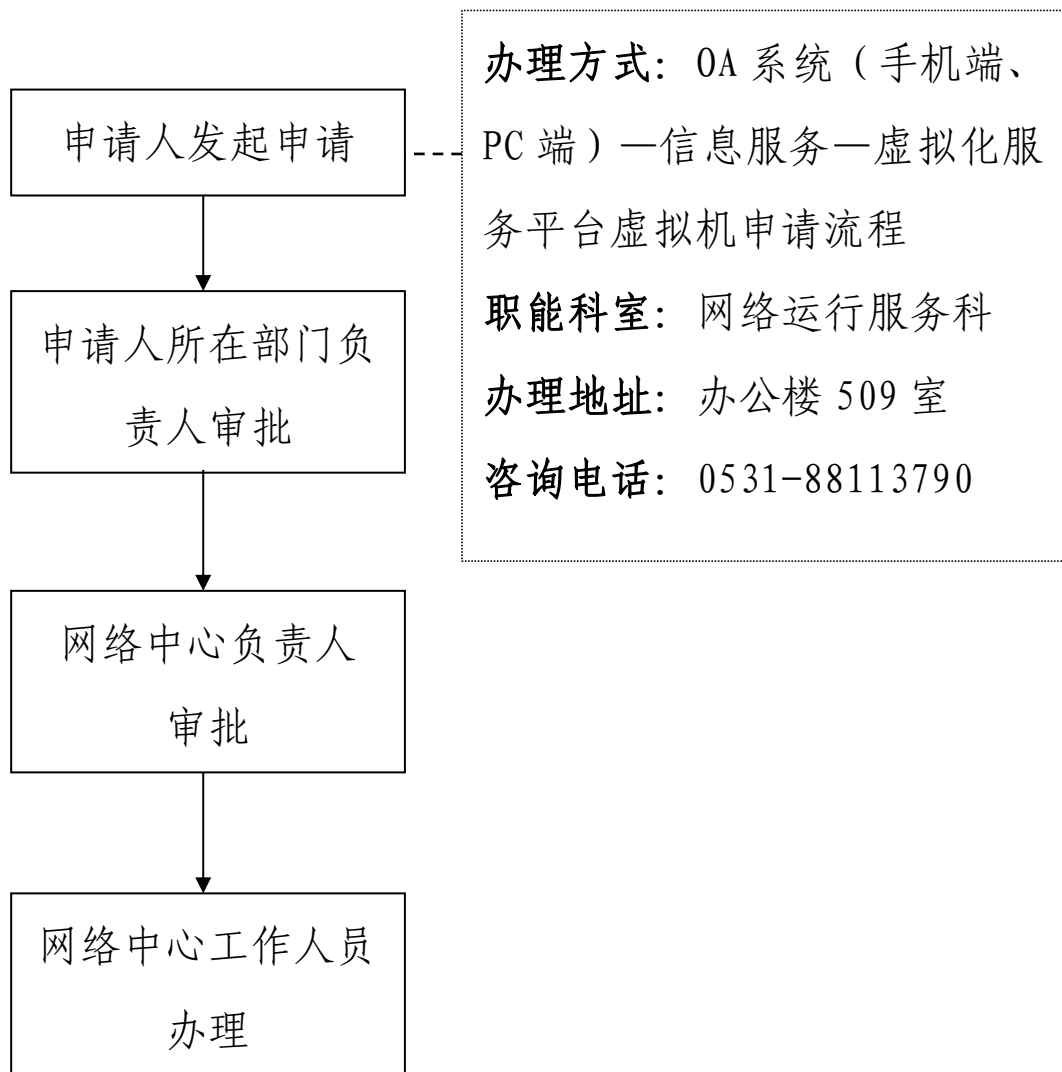 申请人发起申请
申请人所在部门负
责人审批
网络中心负责人
审批
网络中心工作人员
办理
办理方式：OA 系统（手机端、
PC 端）—信息服务—虚拟化服
务平台虚拟机申请流程
职能科室：网络运行服务科
办理地址：办公楼 509 室
咨询电话：0531-88113790